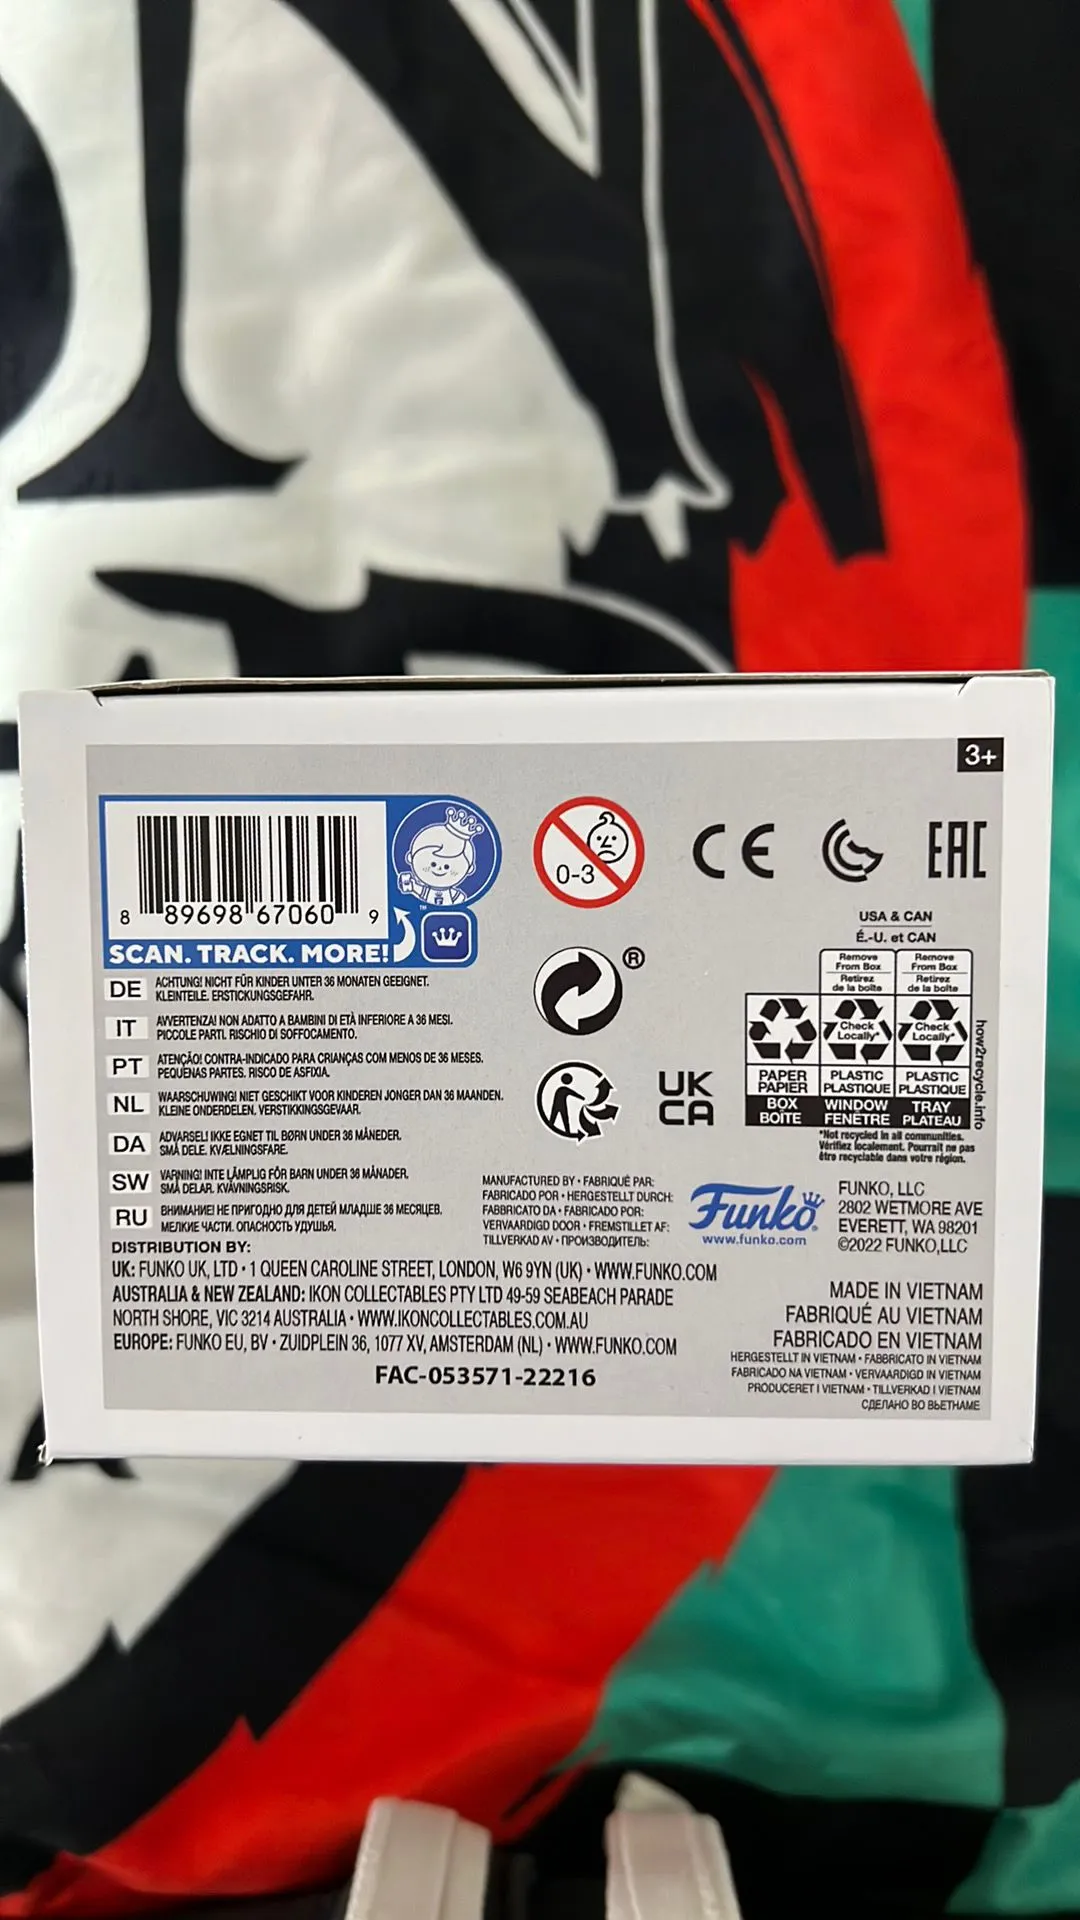 3+
8 89698 67060 9
SCAN. TRACK. MORE!
™
0-3
CE
EAC
®
UK
CA
USA & CAN
É.-U. et CAN
Remove From Box
Retirez de la boîte
Remove From Box
Retirez de la boîte
Check Locally*
Check Locally*
PAPER PAPIER
PLASTIC PLASTIQUE
PLASTIC PLASTIQUE
BOX BOÎTE
WINDOW FENÊTRE
TRAY PLATEAU
how2recycle.info
*Not recycled in all communities.
Vérifiez localement. Pourrait ne pas
être recyclable dans votre région.
DE ACHTUNG! NICHT FÜR KINDER UNTER 36 MONATEN GEEIGNET.
KLEINTEILE. ERSTICKUNGSGEFAHR.
IT AVVERTENZA! NON ADATTO A BAMBINI DI ETÀ INFERIORE A 36 MESI.
PICCOLE PARTI. RISCHIO DI SOFFOCAMENTO.
PT ATENÇÃO! CONTRA-INDICADO PARA CRIANÇAS COM MENOS DE 36 MESES.
PEQUENAS PARTES. RISCO DE ASFIXIA.
NL WAARSCHUWING! NIET GESCHIKT VOOR KINDEREN JONGER DAN 36 MAANDEN.
KLEINE ONDERDELEN. VERSTIKKINGSGEVAAR.
DA ADVARSEL! IKKE EGNET TIL BØRN UNDER 36 MÅNEDER.
SMÅ DELE. KVÆLNINGSFARE.
SW VARNING! INTE LÄMPLIG FÖR BARN UNDER 36 MÅNADER.
SMÅ DELAR. KVÄVNINGSRISK.
RU ВНИМАНИЕ! НЕ ПРИГОДНО ДЛЯ ДЕТЕЙ МЛАДШЕ 36 МЕСЯЦЕВ.
МЕЛКИЕ ЧАСТИ. ОПАСНОСТЬ УДУШЬЯ.
MANUFACTURED BY • FABRIQUÉ PAR:
FABRICADO POR • HERGESTELLT DURCH:
FABBRICATO DA • FABRICADO POR:
VERVAARDIGD DOOR • FREMSTILLET AF:
TILLVERKAD AV • ПРОИЗВОДИТЕЛЬ:
Funko®
www.funko.com
FUNKO, LLC
2802 WETMORE AVE
EVERETT, WA 98201
©2022 FUNKO,LLC
DISTRIBUTION BY:
UK: FUNKO UK, LTD • 1 QUEEN CAROLINE STREET, LONDON, W6 9YN (UK) • WWW.FUNKO.COM
AUSTRALIA & NEW ZEALAND: IKON COLLECTABLES PTY LTD 49-59 SEABEACH PARADE
NORTH SHORE, VIC 3214 AUSTRALIA • WWW.IKONCOLLECTABLES.COM.AU
EUROPE: FUNKO EU, BV • ZUIDPLEIN 36, 1077 XV, AMSTERDAM (NL) • WWW.FUNKO.COM
FAC-053571-22216
MADE IN VIETNAM
FABRIQUÉ AU VIETNAM
FABRICADO EN VIETNAM
HERGESTELLT IN VIETNAM • FABBRICATO IN VIETNAM
FABRICADO NA VIETNAM • VERVAARDIGD IN VIETNAM
PRODUCERET I VIETNAM • TILLVERKAD I VIETNAM
СДЕЛАНО ВО ВЬЕТНАМЕ